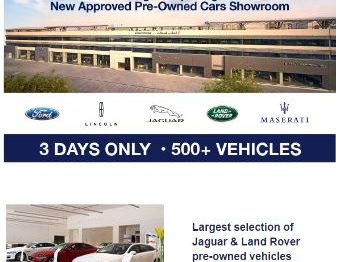 New Approved Pre-Owned Cars Showroom
Ford
LINCOLN
JAGUAR
LAND-
ROVER
MASERATI
3 DAYS ONLY • 500+ VEHICLES
Largest selection of
Jaguar & Land Rover
pre-owned vehicles